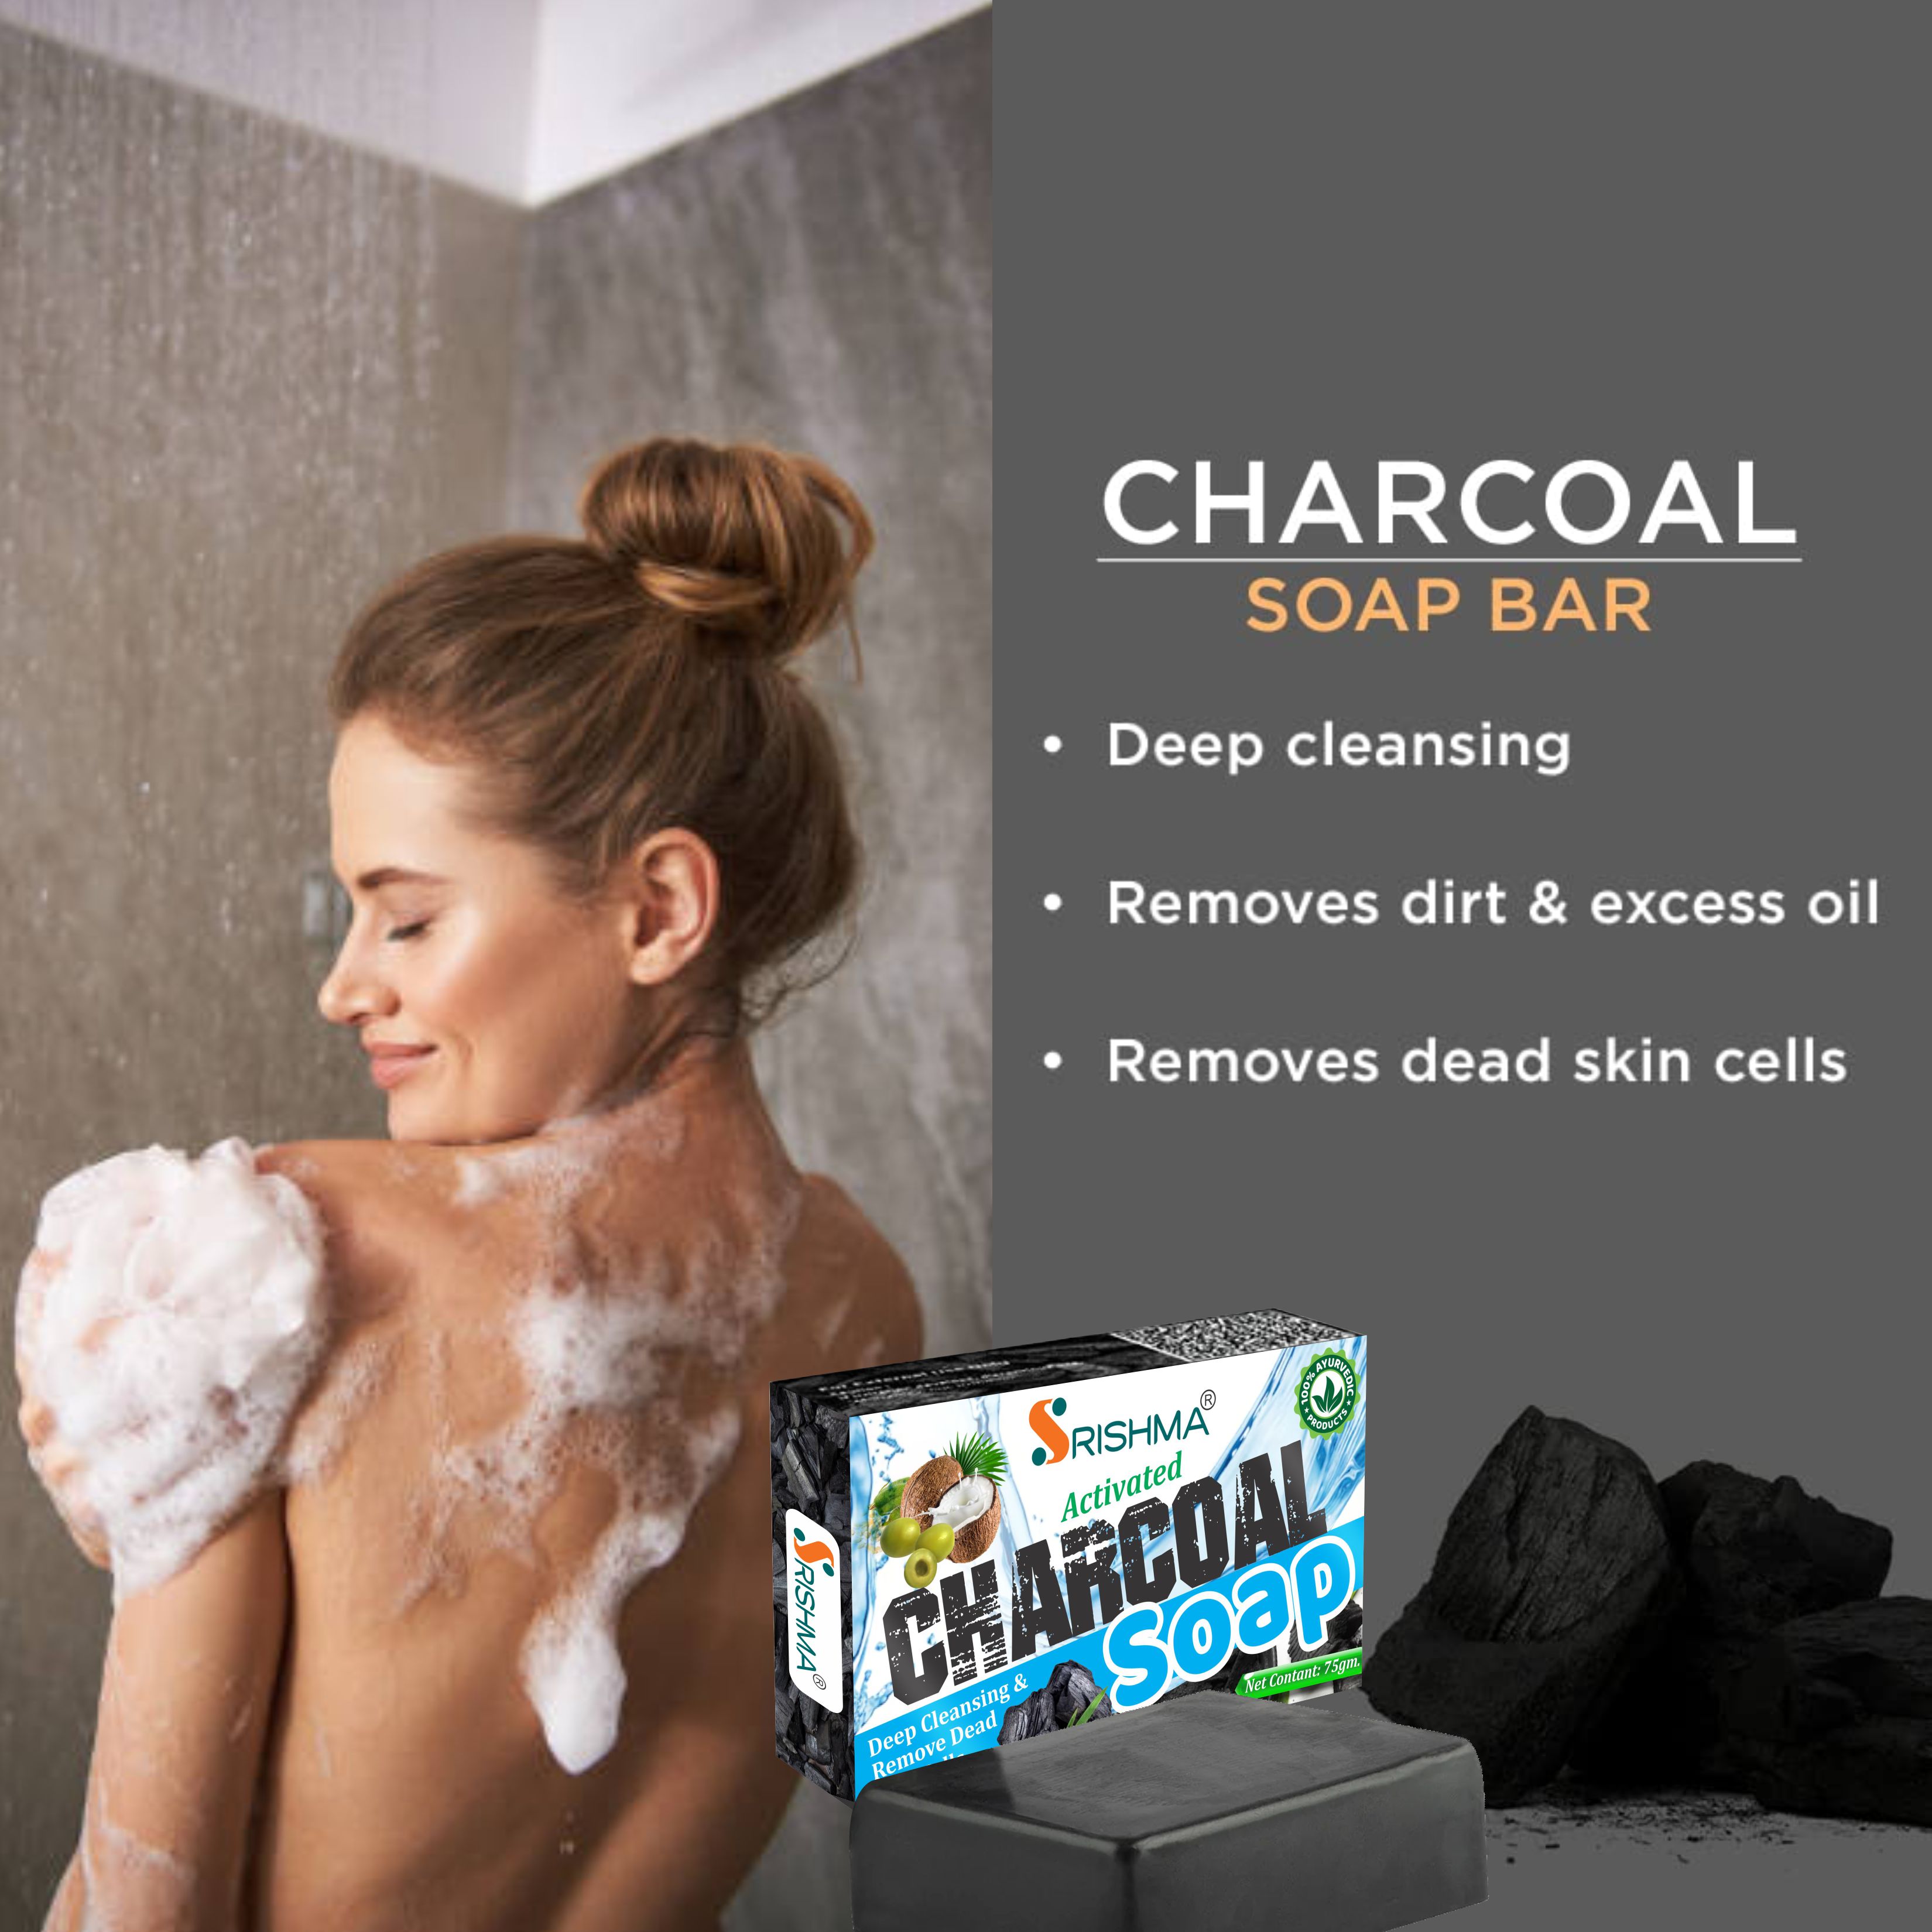 CHARCOAL
SOAP BAR
• Deep cleansing
• Removes dirt & excess oil
• Removes dead skin cells
SRISHMA®
100% AYURVEDIC
PRODUCTS
Activated
CHARCOAL
Soap
Net Contant: 75gm.
Deep Cleansing &
Remove Dead
SRISHMA®